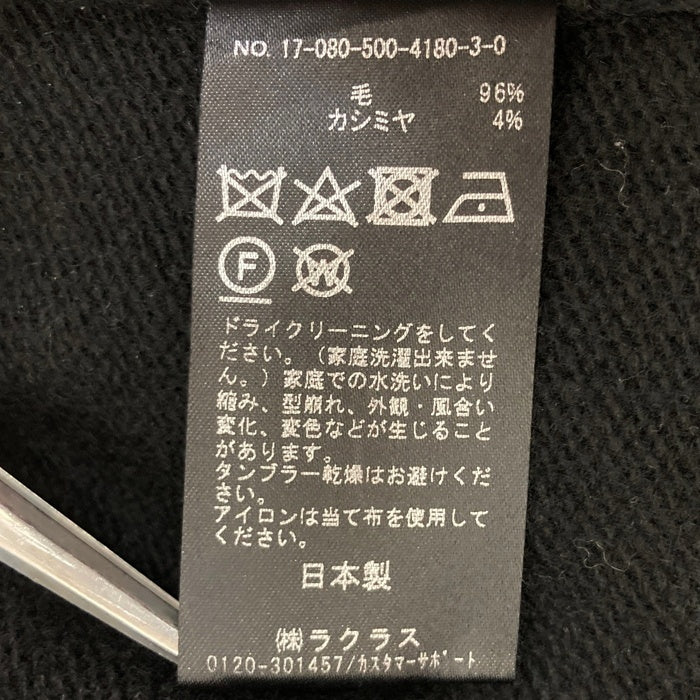 NO. 17-080-500-4180-3-0
毛 96%
カシミヤ 4%
F W
ドライクリーニングをしてく
ださい。(家庭洗濯出来ませ
ん。)家庭での水洗いにより
縮み、型崩れ、外観・風合い
変化、変色などが生じること
があります。
タンブラー乾燥はお避けくだ
さい。
アイロンは当て布を使用して
ください。
日本製
㈱ラクラス
0120-301457/カスタマーサポート